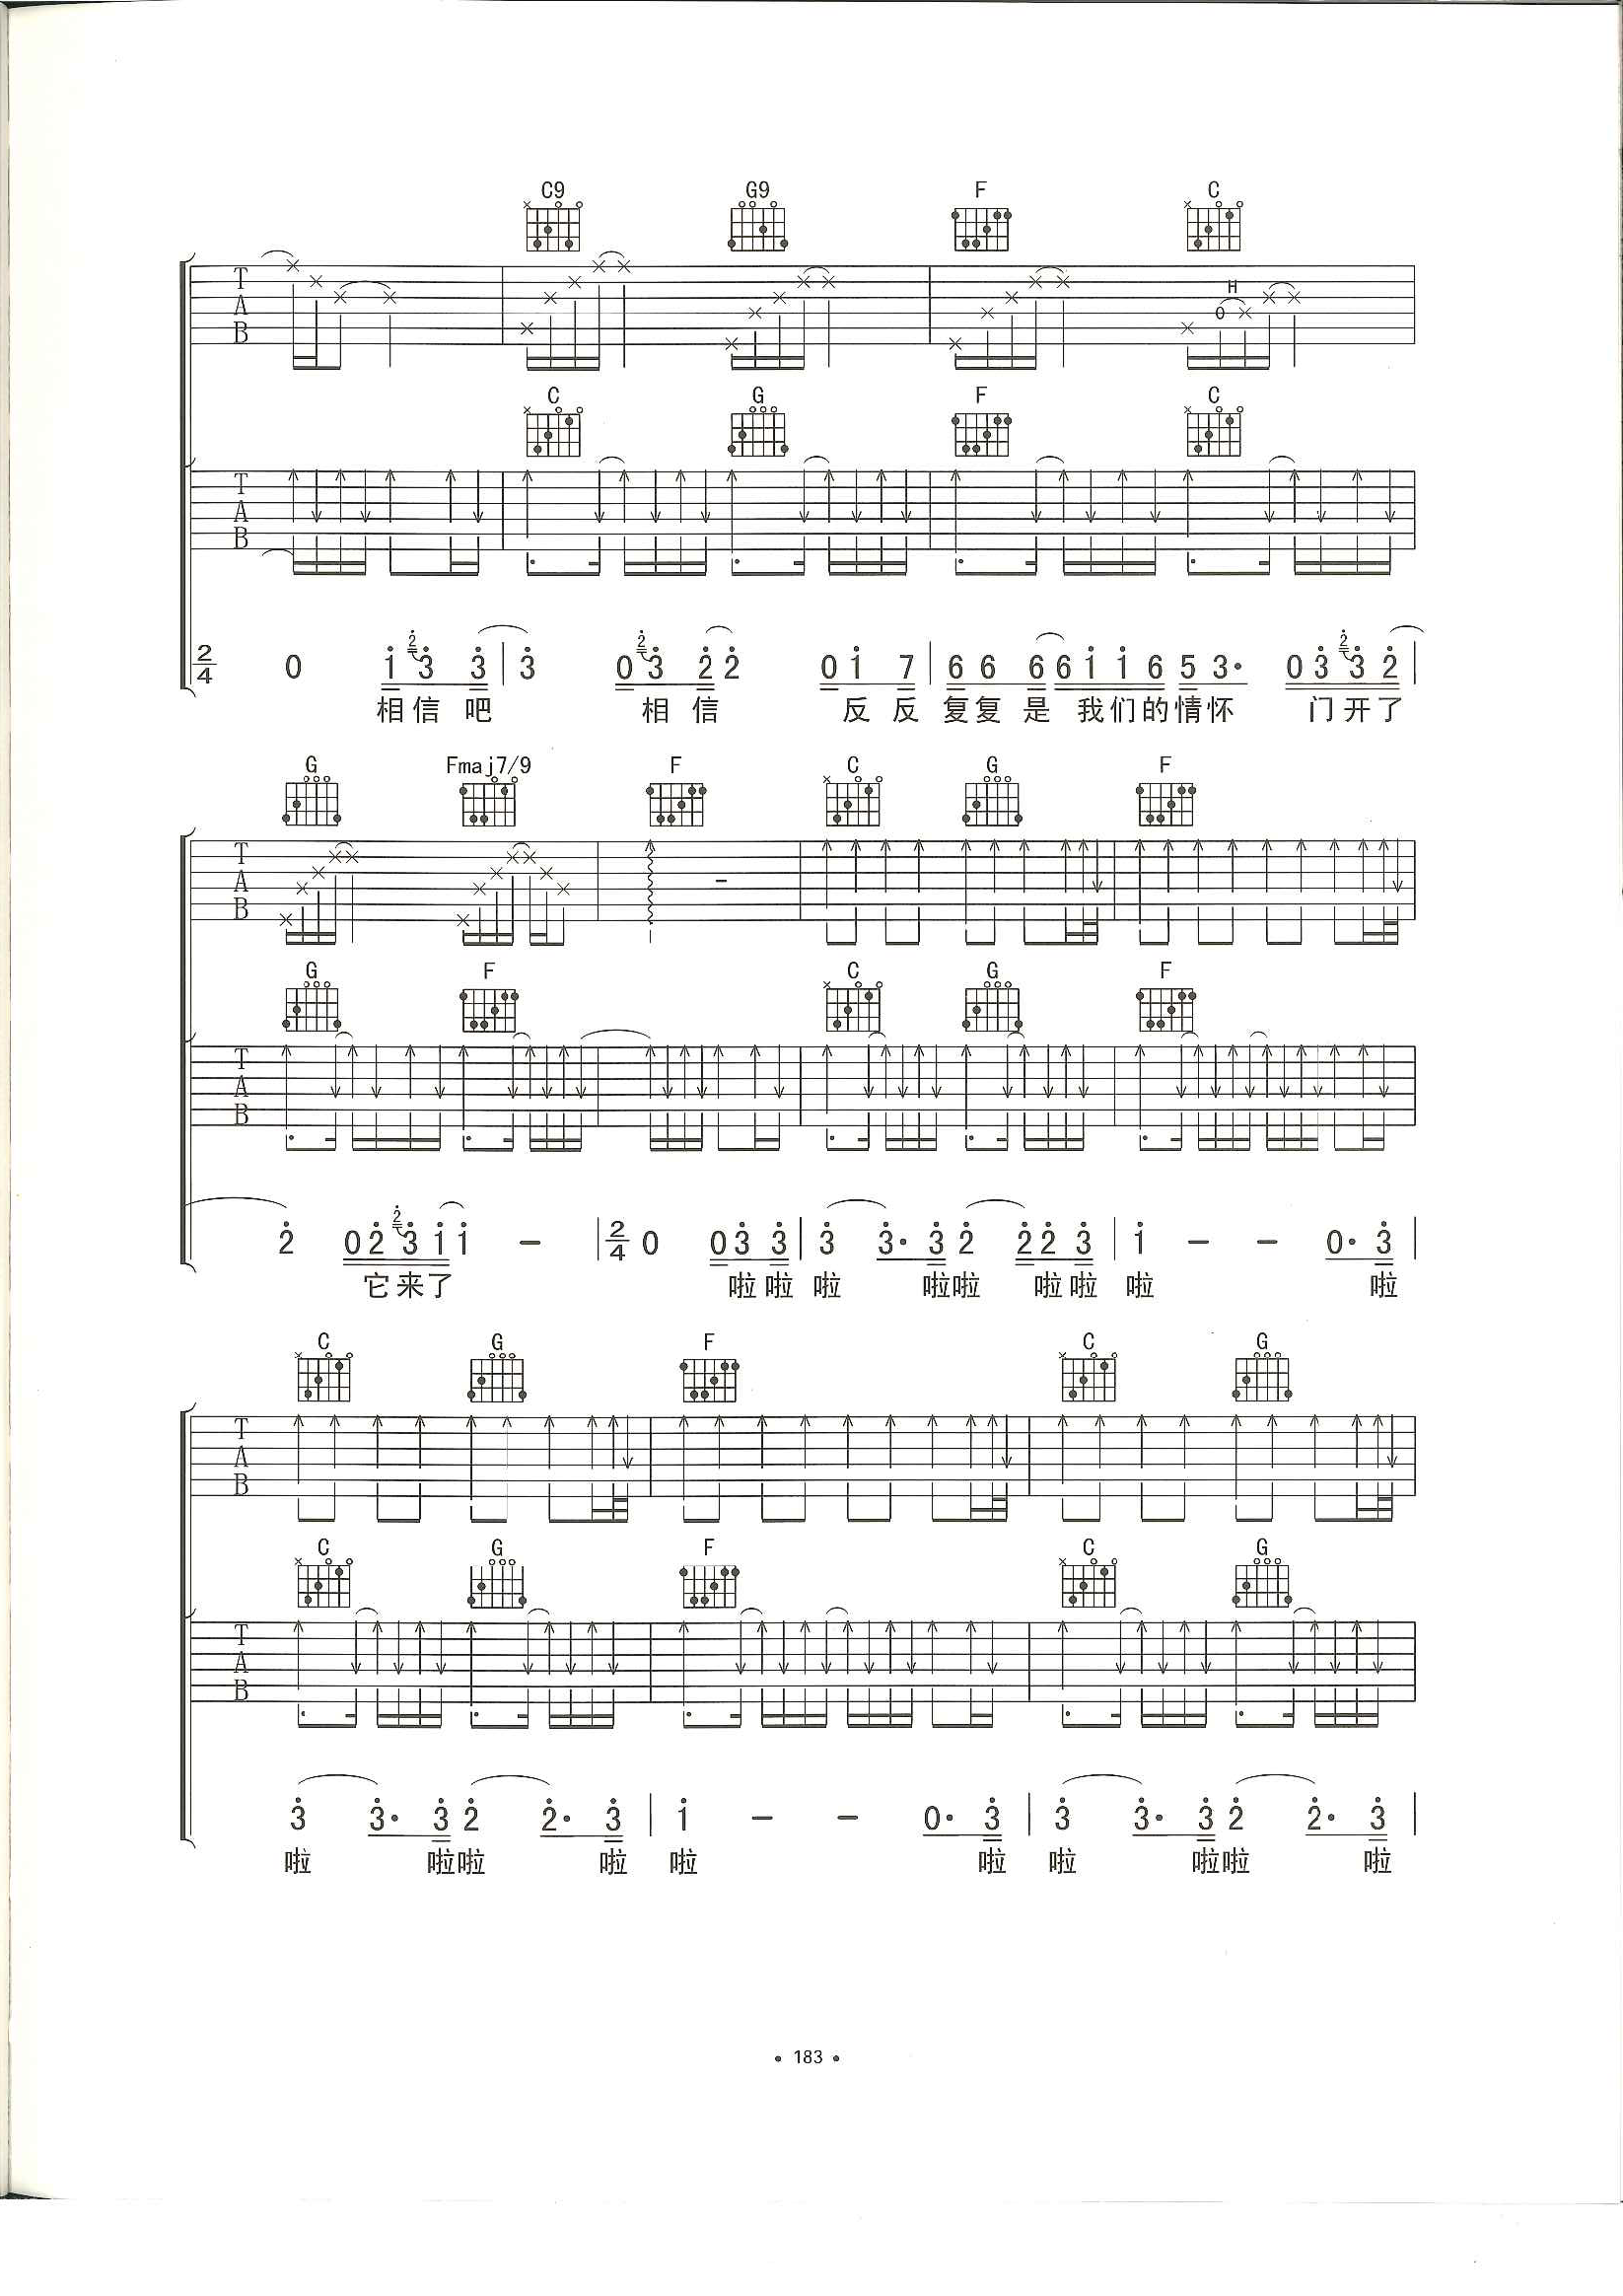 C9 G9 F C
T
A
B
H
0
C G F C
T
A
B
2/4 0 1 2 3 3 | 3 0 2 3 2 2 0 1 7 | 6 6 6 6 1 1 6 5 3· 0 3 2 3 2 |
相信 吧 相 信 反 反 复复 是 我们的情怀 门开了
G Fmaj7/9 F C G F
T
A
B
G F C G F
T
A
B
2 0 2 2 3 1 1 - | 2/4 0 0 3 3 | 3 3· 3 2 2 2 3 | 1 - - 0· 3 |
它来了 啦啦 啦 啦啦 啦啦 啦 啦
C G F C G
T
A
B
C G F C G
T
A
B
3 3· 3 2 2· 3 | 1 - - 0· 3 | 3 3· 3 2 2· 3 |
啦 啦啦 啦 啦 啦 啦 啦啦 啦
• 183 •